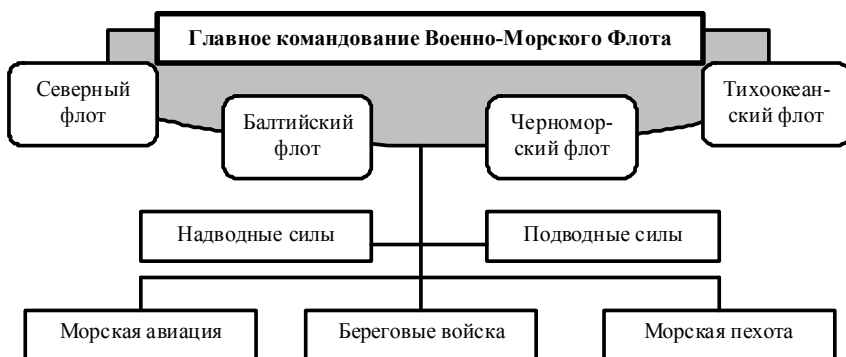 Главное командование Военно-Морского Флота
Северный
флот
Балтийский
флот
Черномор-
ский флот
Тихоокеан-
ский флот
Надводные силы
Подводные силы
Морская авиация
Береговые войска
Морская пехота